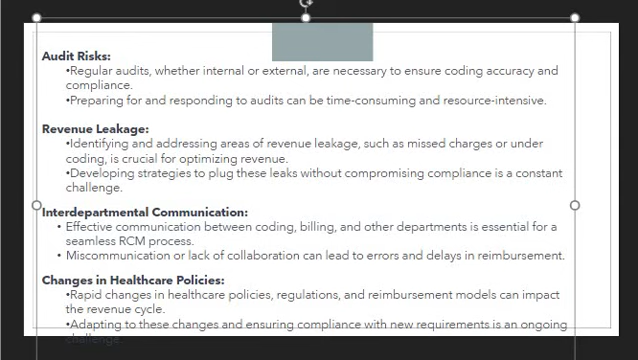 Audit Risks:
•Regular audits, whether internal or external, are necessary to ensure coding accuracy and
compliance.
•Preparing for and responding to audits can be time-consuming and resource-intensive.
Revenue Leakage:
•Identifying and addressing areas of revenue leakage, such as missed charges or under
coding, is crucial for optimizing revenue.
•Developing strategies to plug these leaks without compromising compliance is a constant
challenge.
Interdepartmental Communication:
• Effective communication between coding, billing, and other departments is essential for a
seamless RCM process.
• Miscommunication or lack of collaboration can lead to errors and delays in reimbursement.
Changes in Healthcare Policies:
•Rapid changes in healthcare policies, regulations, and reimbursement models can impact
the revenue cycle.
•Adapting to these changes and ensuring compliance with new requirements is an ongoing
challenge.